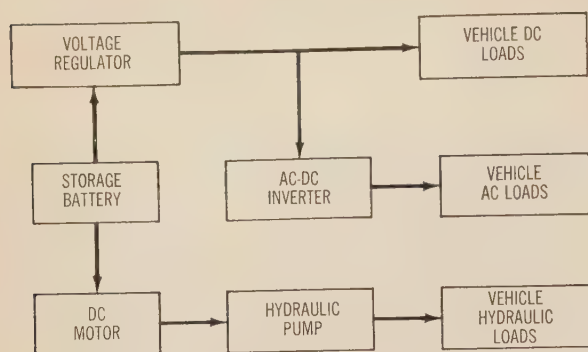 VOLTAGE
REGULATOR
VEHICLE DC
LOADS
STORAGE
BATTERY
AC-DC
INVERTER
VEHICLE
AC LOADS
DC
MOTOR
HYDRAULIC
PUMP
VEHICLE
HYDRAULIC
LOADS